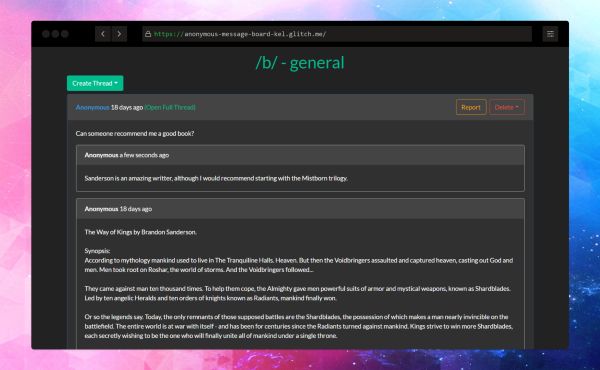 https://anonymous-message-board-kel.glitch.me/
/b/ - general
Create Thread
Anonymous 18 days ago (Open Full Thread)
Report
Delete
Can someone recommend me a good book?
Anonymous a few seconds ago
Sanderson is an amazing writter, although I would recommend starting with the Mistborn trilogy.
Anonymous 18 days ago
The Way of Kings by Brandon Sanderson.
Synopsis:
According to mythology mankind used to live in The Tranquiline Halls. Heaven. But then the Voidbringers assaulted and captured heaven, casting out God and
men. Men took root on Roshar, the world of storms. And the Voidbringers followed...
They came against man ten thousand times. To help them cope, the Almighty gave men powerful suits of armor and mystical weapons, known as Shardblades.
Led by ten angelic Heralds and ten orders of knights known as Radiants, mankind finally won.
Or so the legends say. Today, the only remnants of those supposed battles are the Shardblades, the possession of which makes a man nearly invincible on the
battlefield. The entire world is at war with itself - and has been for centuries since the Radiants turned against mankind. Kings strive to win more Shardblades,
each secretly wishing to be the one who will finally unite all of mankind under a single throne.